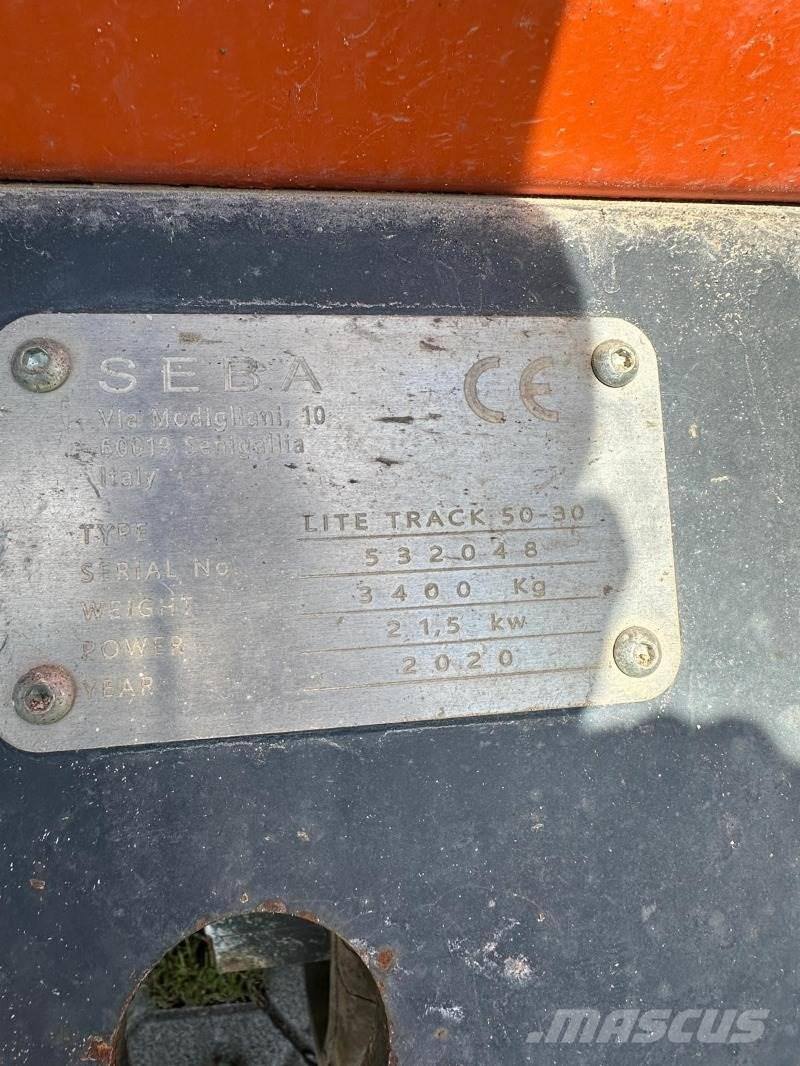 SEBA CE
Via Modigliani, 10
60019 Senigallia
Italy
TYPE LITE TRACK 50-30
SERIAL No. 532048
WEIGHT 3400 Kg
POWER 21,5 kw
YEAR 2020
MASCUS